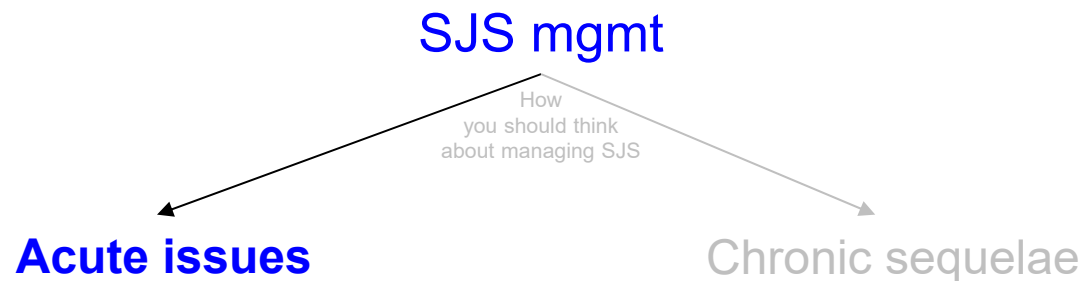 SJS mgmt
How
you should think
about managing SJS
Acute issues
Chronic sequelae